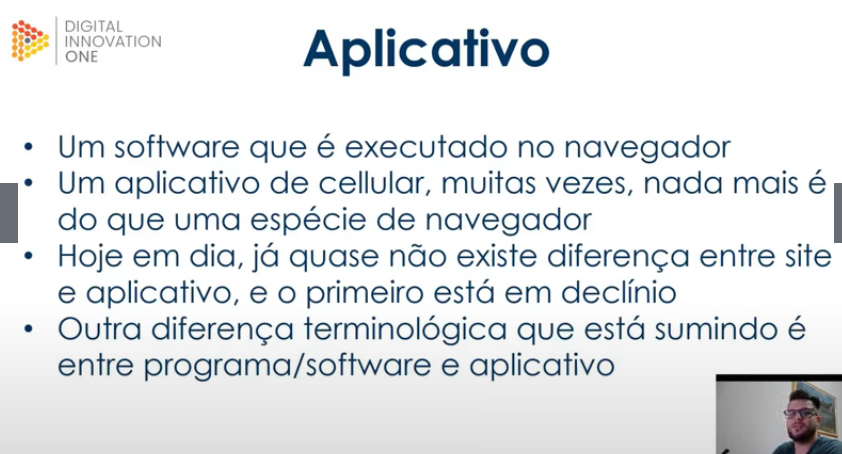 DIGITAL
INNOVATION
ONE
Aplicativo
• Um software que é executado no navegador
• Um aplicativo de cellular, muitas vezes, nada mais é
do que uma espécie de navegador
• Hoje em dia, já quase não existe diferença entre site
e aplicativo, e o primeiro está em declínio
• Outra diferença terminológica que está sumindo é
entre programa/software e aplicativo